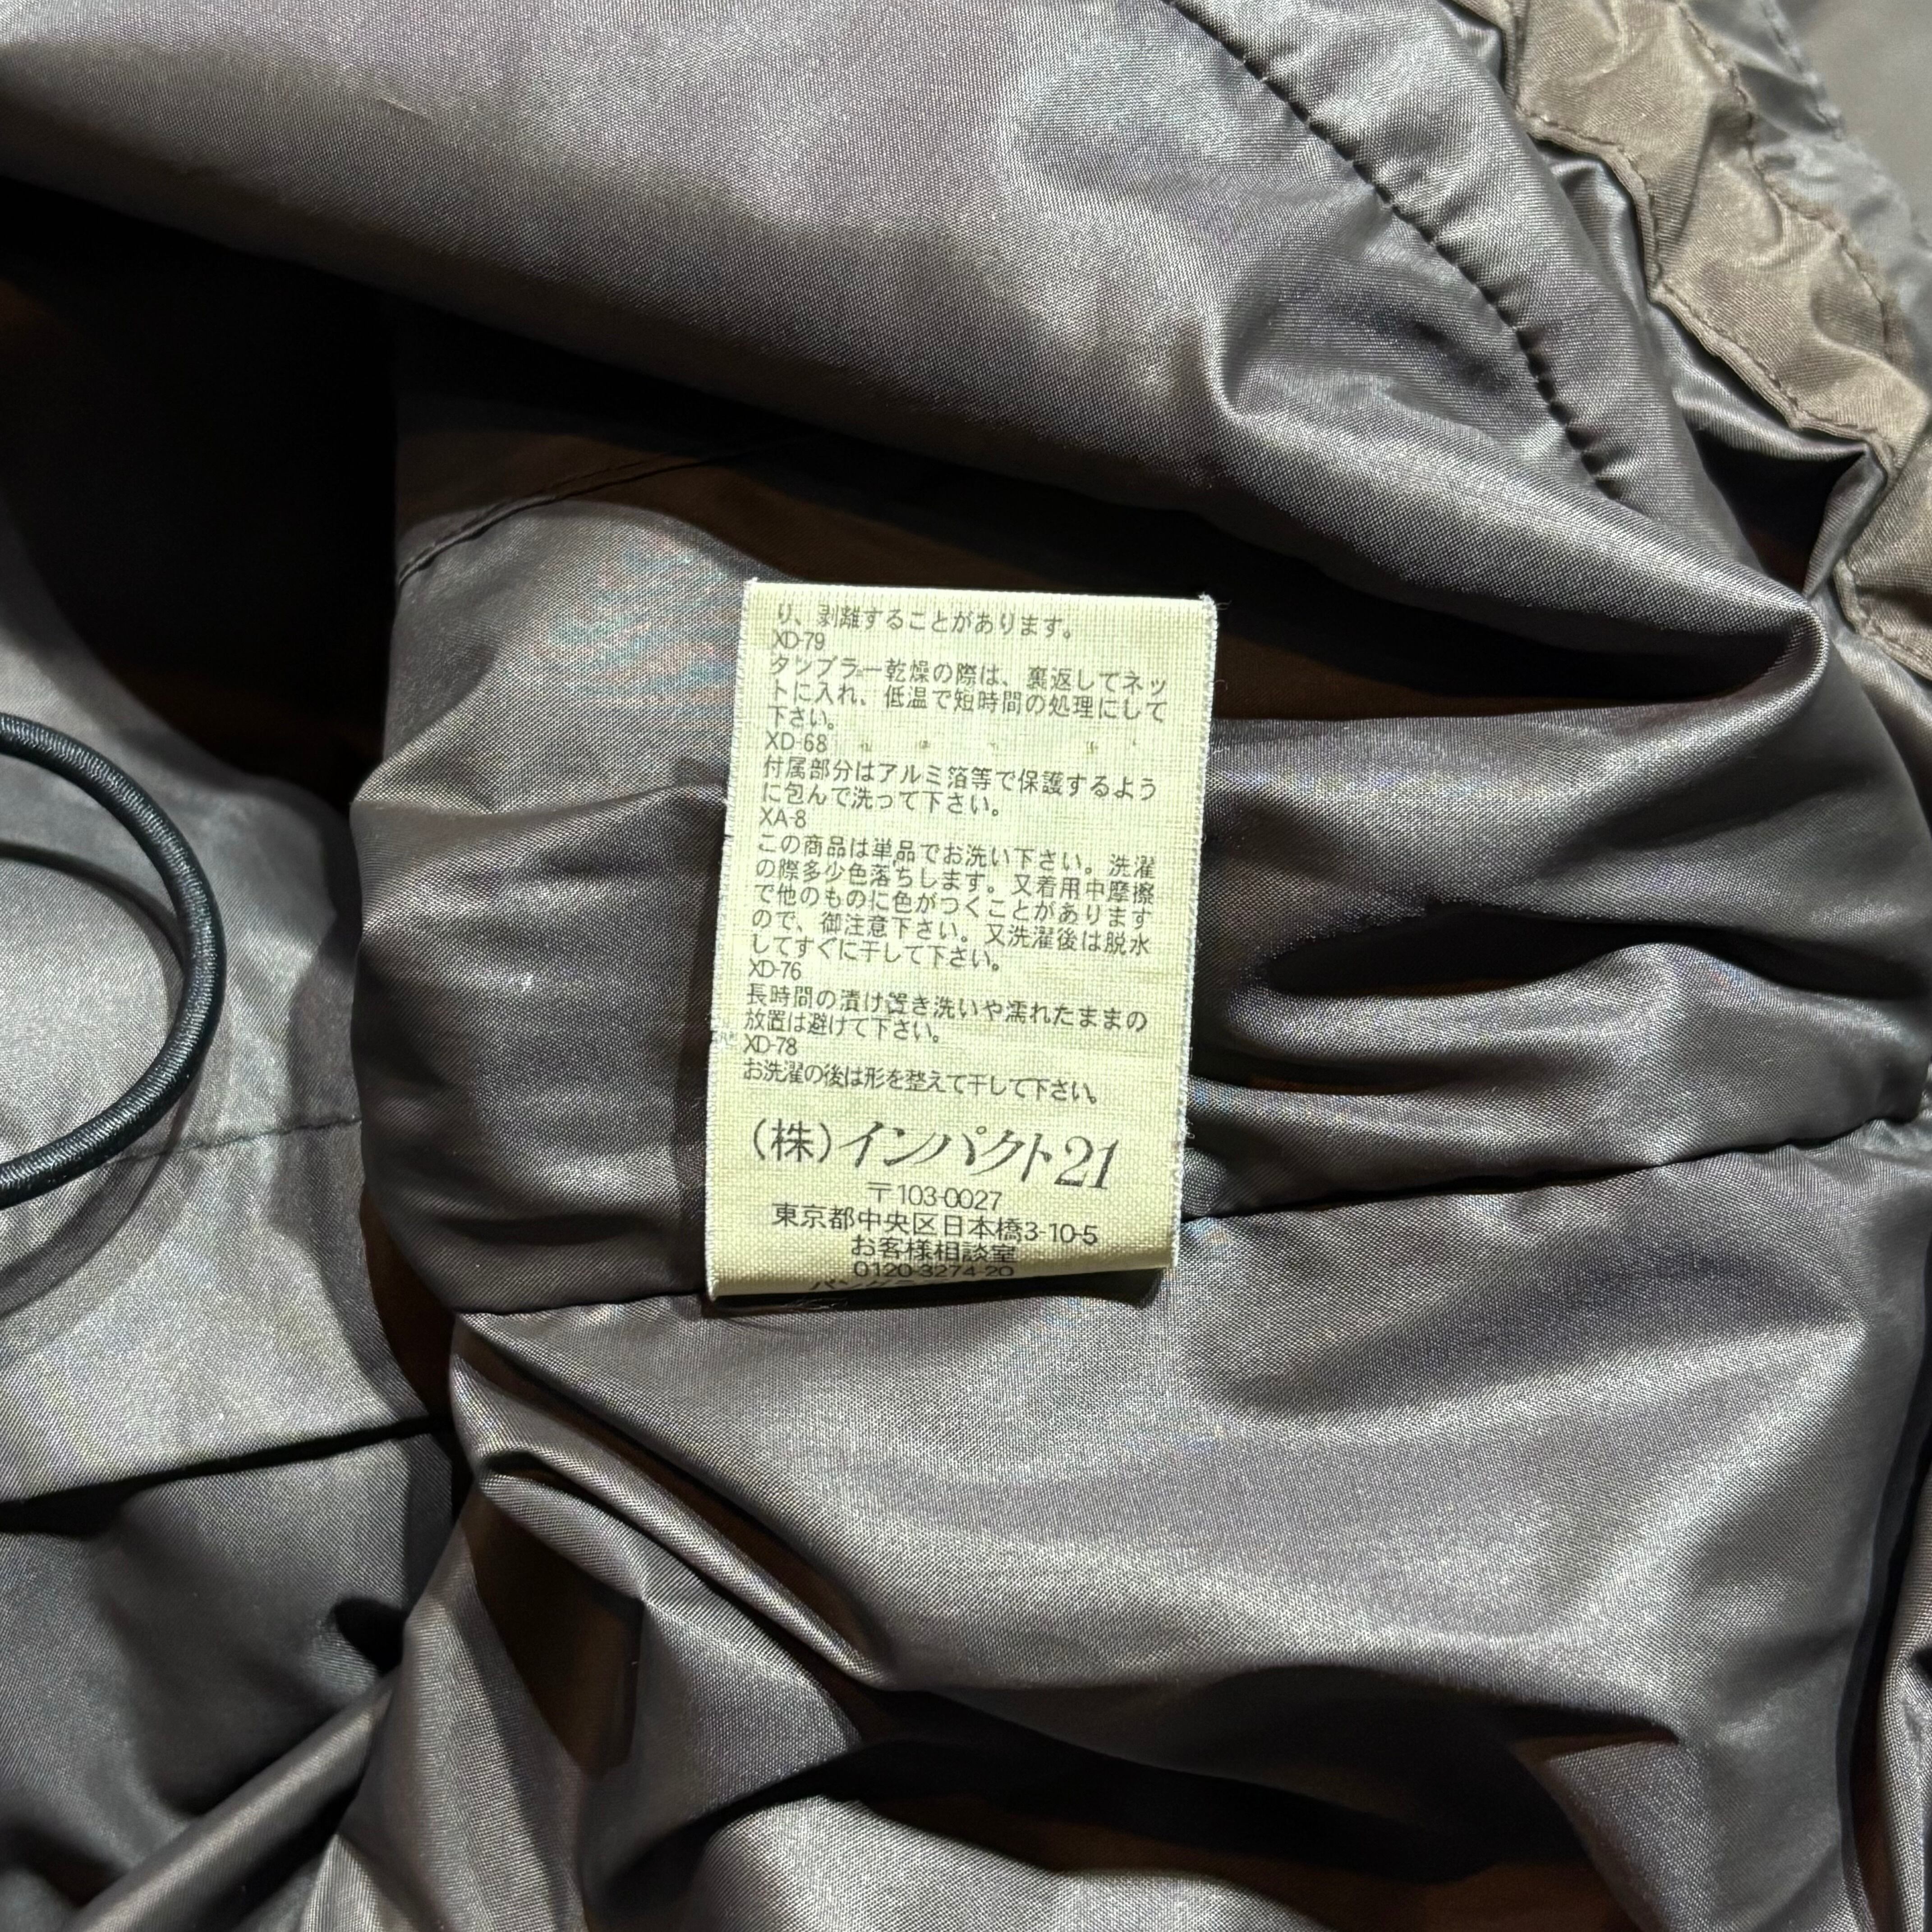 り、剥離することがあります。
XD-79
タンブラー乾燥の際は、裏返してネッ
トに入れ、低温で短時間の処理にして
下さい。
XD-68
付属部分はアルミ箔等で保護するよう
に包んで洗って下さい。
XA-8
この商品は単品でお洗い下さい。洗濯
の際多少色落ちします。又着用中摩擦
で他のものに色がつくことがあります
ので、御注意下さい。又洗濯後は脱水
してすぐに干して下さい。
XD-76
長時間の漬け置き洗いや濡れたままの
放置は避けて下さい。
XD-78
お洗濯の後は形を整えて干して下さい。
(株)インパクト21
〒103-0027
東京都中央区日本橋3-10-5
お客様相談室
0120-3274-20